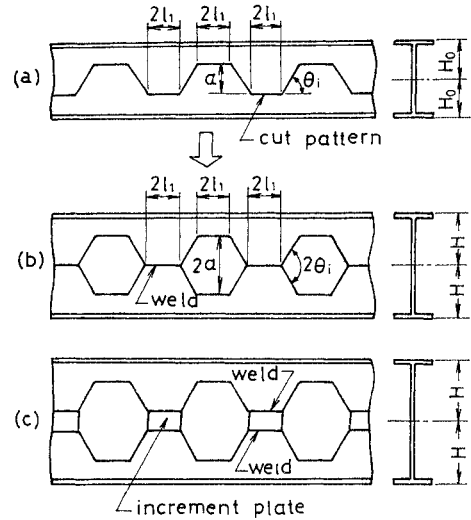 2l₁ 2l₁ 2l₁
(a) a θi H₀
H₀
cut pattern
2l₁ 2l₁ 2l₁
(b) 2a 2θi H
weld H
(c) weld H
weld H
increment plate